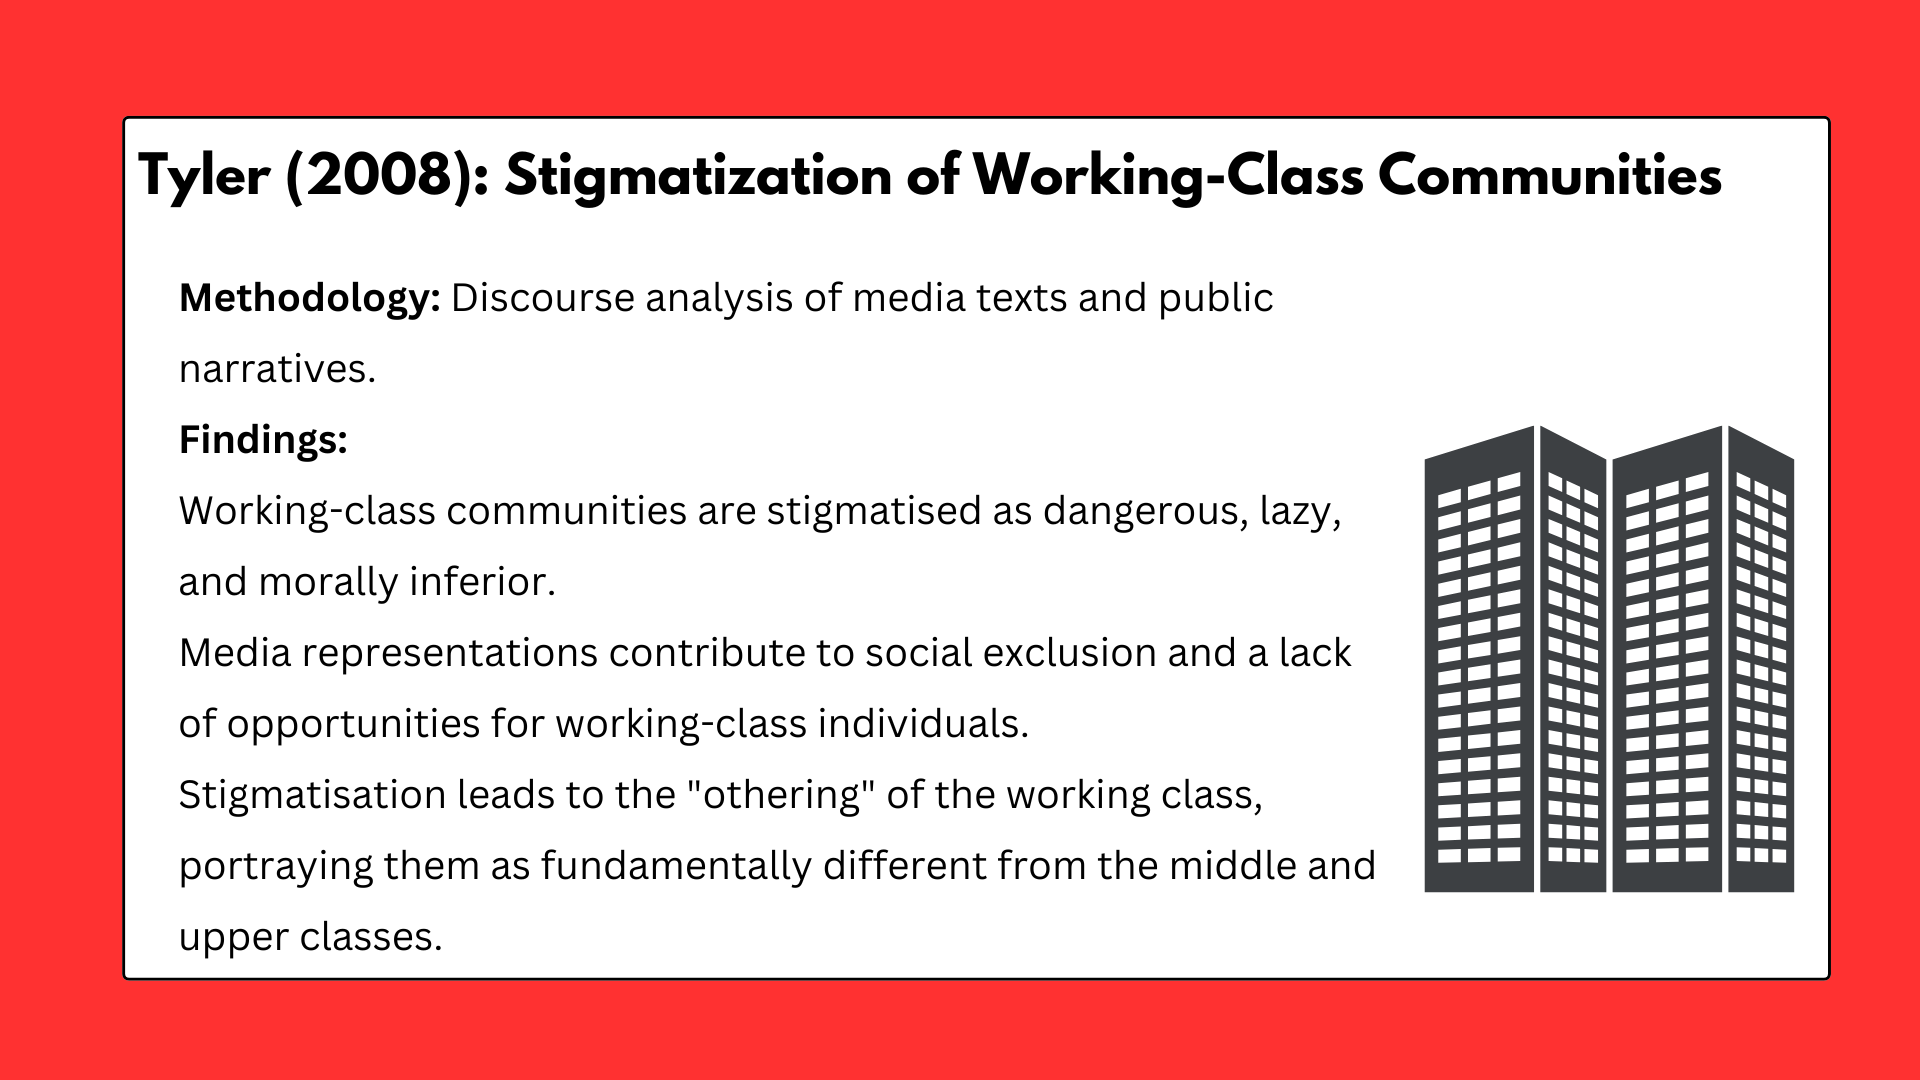 Tyler (2008): Stigmatization of Working-Class Communities
Methodology: Discourse analysis of media texts and public
narratives.
Findings:
Working-class communities are stigmatised as dangerous, lazy,
and morally inferior.
Media representations contribute to social exclusion and a lack
of opportunities for working-class individuals.
Stigmatisation leads to the "othering" of the working class,
portraying them as fundamentally different from the middle and
upper classes.